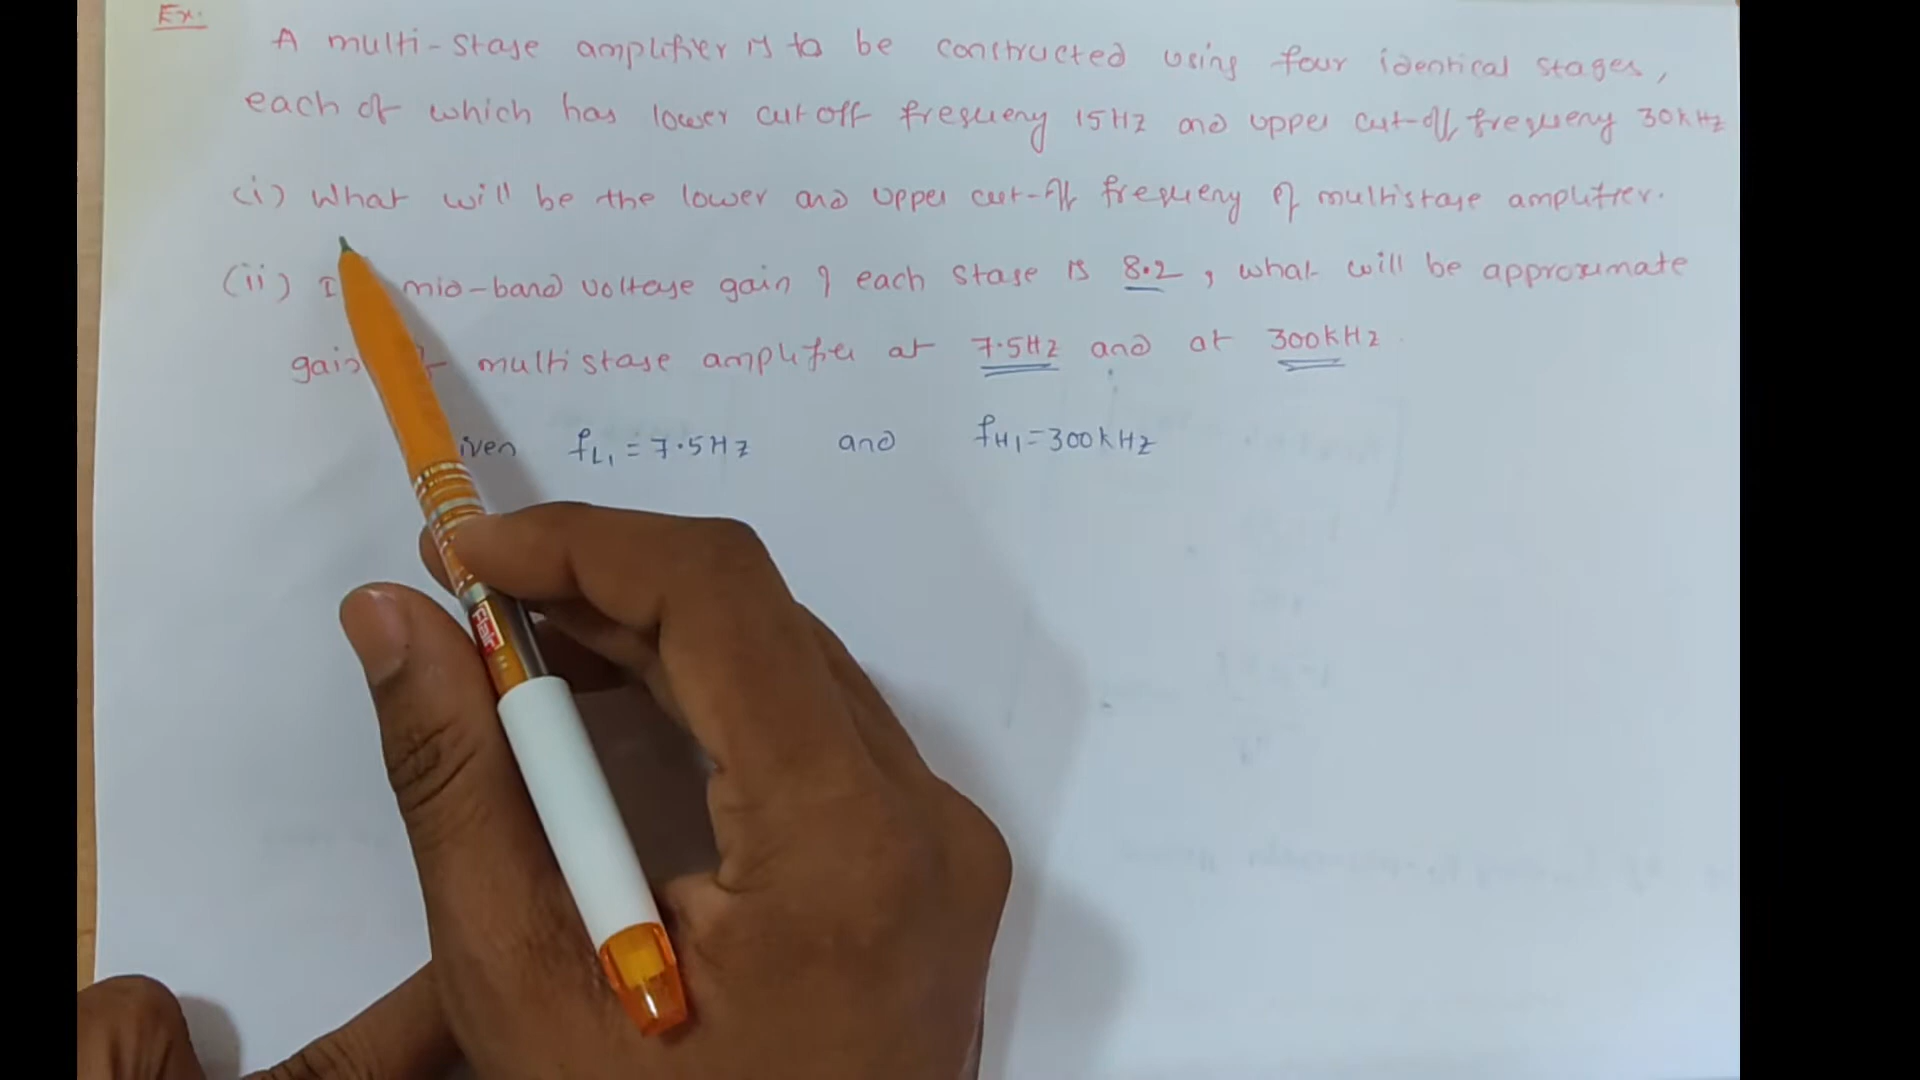 Ex.
A multi-stage amplifier is to be constructed using four identical stages,
each of which has lower cut off frequency 15Hz and upper cut-off frequency 30kHz
(i) What will be the lower and upper cut-off frequency of multistage amplifier.
(ii) mid-band voltage gain of each stage is 8.2, what will be approximate
gain multistage amplifier at 7.5Hz and at 300kHz
fL1 = 7.5Hz and fH1 = 300kHz
Flair